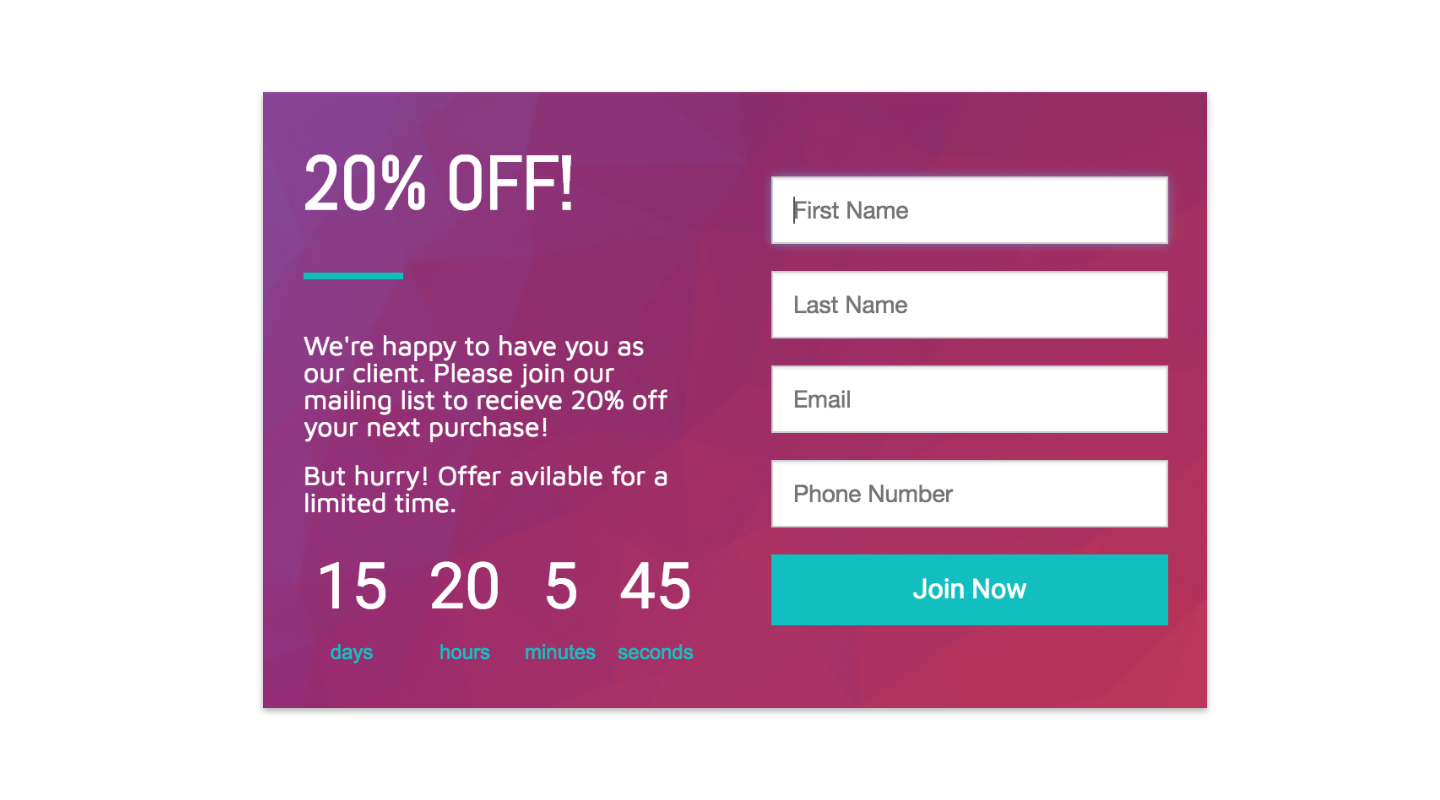 20% OFF!
We're happy to have you as
our client. Please join our
mailing list to recieve 20% off
your next purchase!
But hurry! Offer avilable for a
limited time.
15 20 5 45
days hours minutes seconds
First Name
Last Name
Email
Phone Number
Join Now